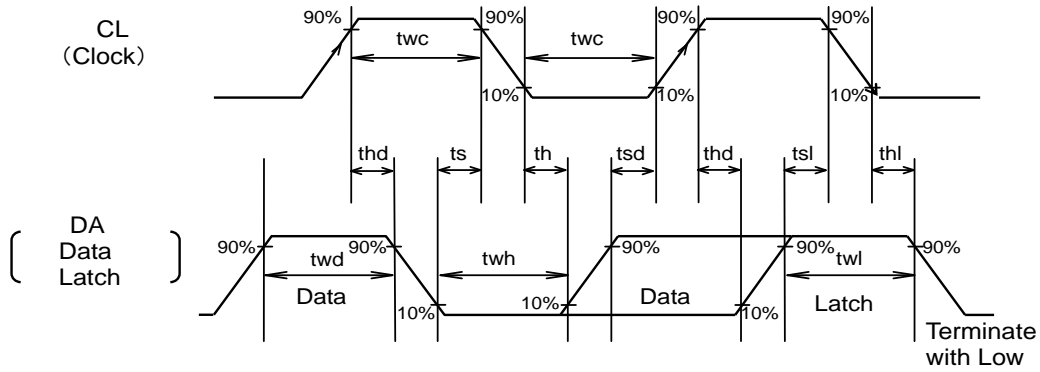 CL
（Clock）
90%
twc
90%
twc
90%
90%
10%
10%
10%
thd
ts
th
tsd
thd
tsl
thl
DA
Data
Latch
90%
twd
90%
twh
90%
90%
twl
90%
Data
10%
10%
Data
10%
Latch
Terminate
with Low